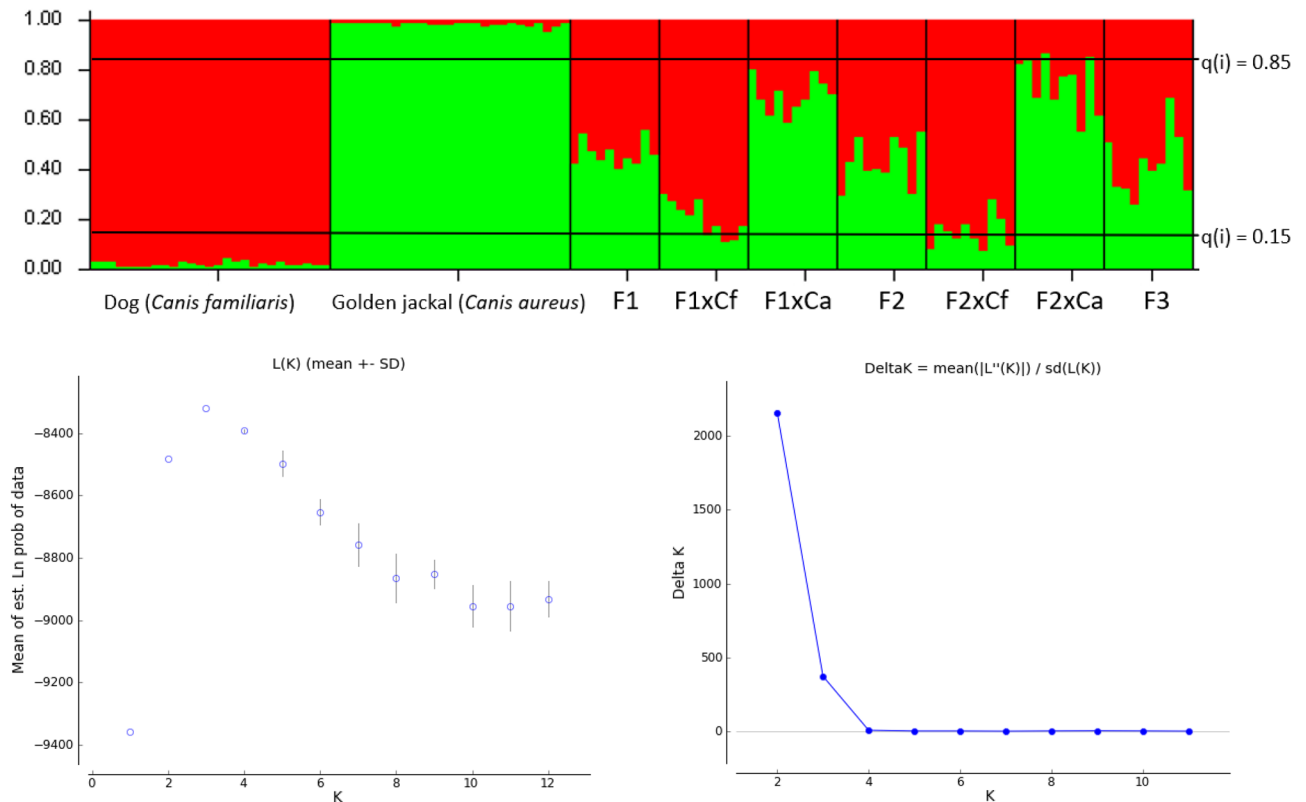 1.00
0.80
0.60
0.40
0.20
0.00
q(i) = 0.85
q(i) = 0.15
Dog (Canis familiaris) Golden jackal (Canis aureus) F1 F1xCf F1xCa F2 F2xCf F2xCa F3
L(K) (mean +- SD)
Mean of est. Ln prob of data
−8400
−8600
−8800
−9000
−9200
−9400
0 2 4 6 8 10 12
K
DeltaK = mean(|L''(K)|) / sd(L(K))
Delta K
2000
1500
1000
500
0
2 4 6 8 10
K